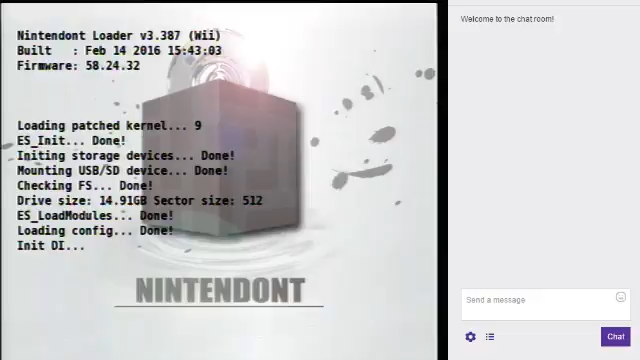 Nintendont Loader v3.387 (Wii)
Built   : Feb 14 2016 15:43:03
Firmware: 58.24.32
Loading patched kernel... 9
ES_Init... Done!
Initing storage devices... Done!
Mounting USB/SD device... Done!
Checking FS... Done!
Drive size: 14.91GB Sector size: 512
ES_LoadModules... Done!
Loading config... Done!
Init DI...
NINTENDONT
Welcome to the chat room!
Send a message
Chat